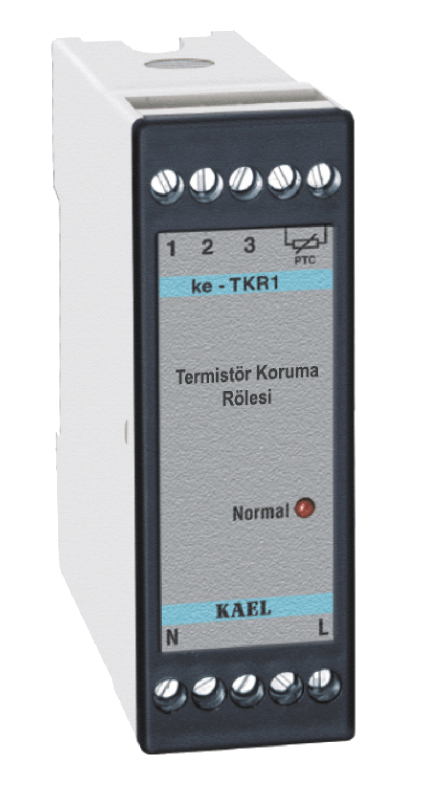 1 2 3
PTC
ke - TKR1
Termistör Koruma
Rölesi
Normal
KAEL
N L